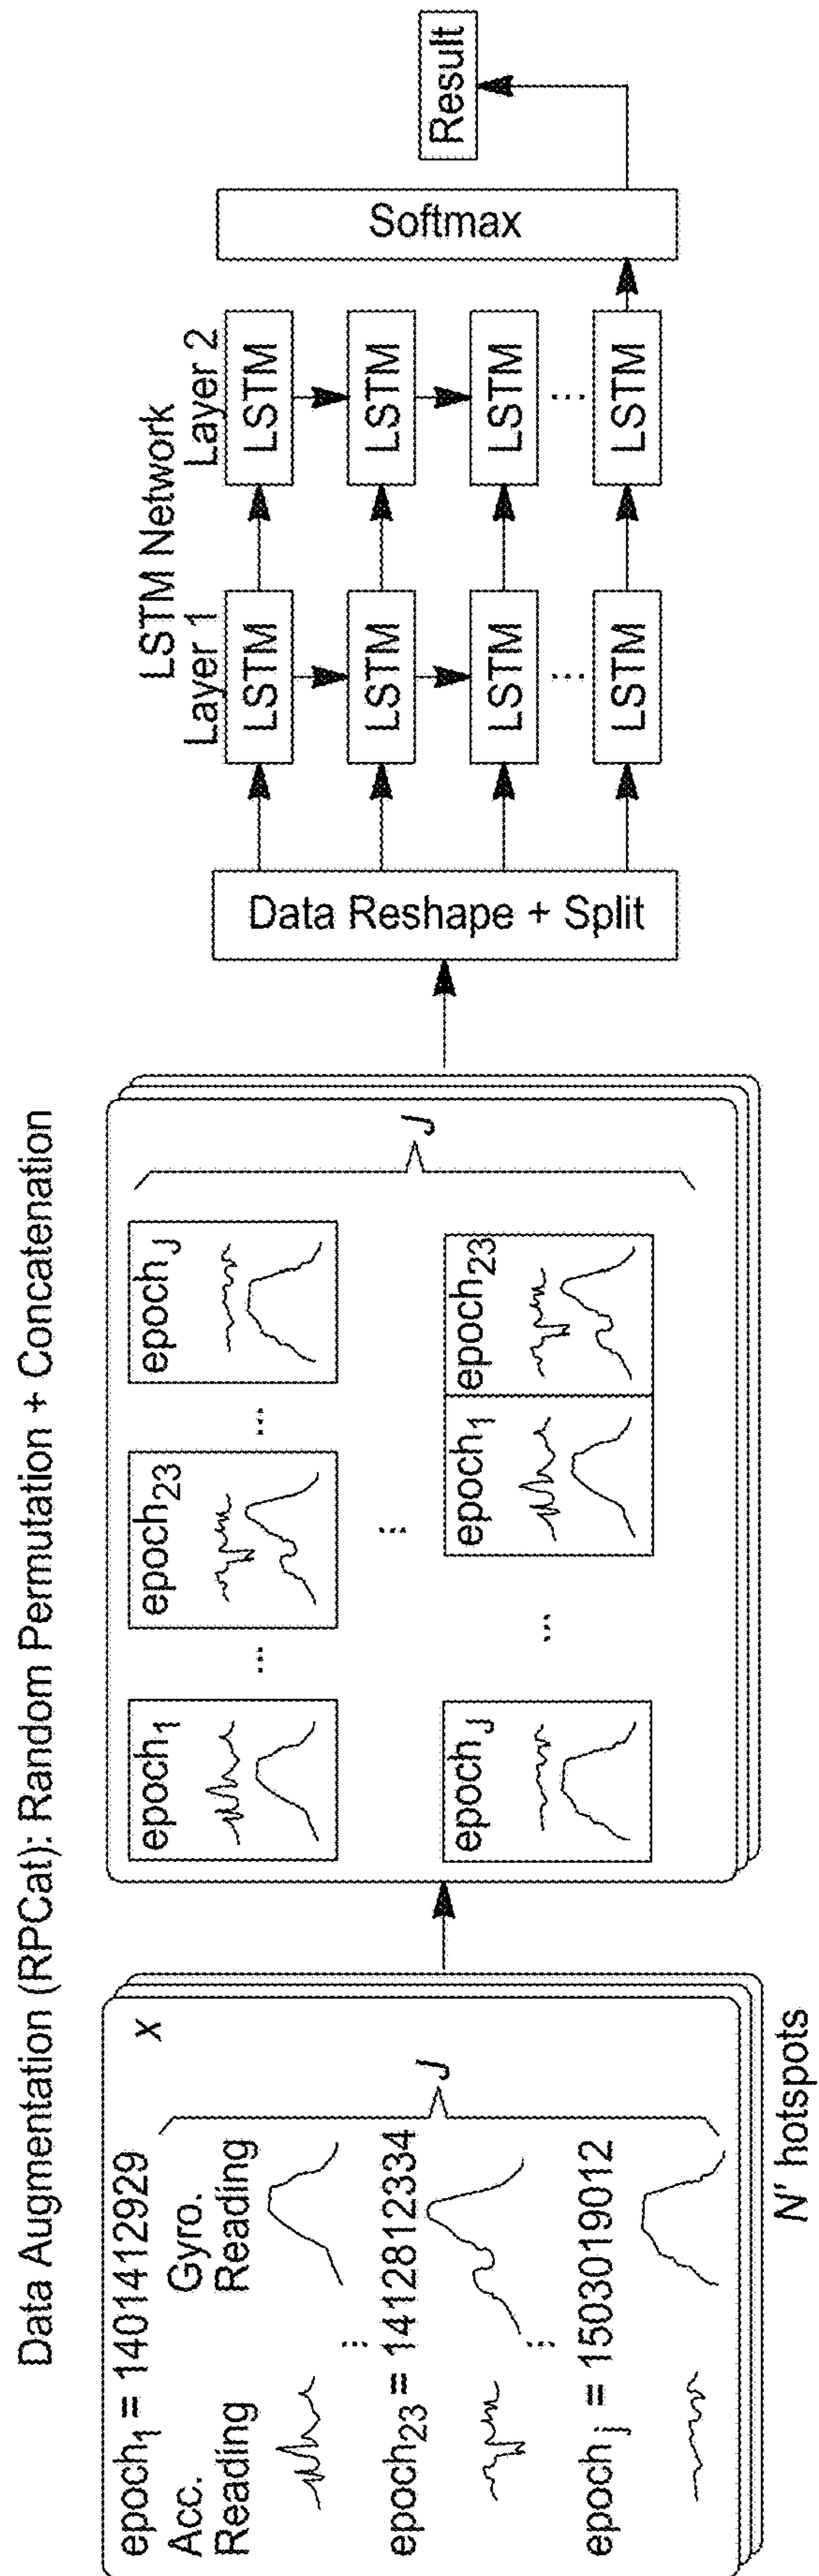 Data Augmentation (RPCat): Random Permutation + Concatenation
epoch1 = 1401412929
X
Acc.
Reading
Gyro.
Reading
...
J
epoch23 = 1412812334
...
epochj = 1503019012
N' hotspots
epoch1
...
epoch23
...
epochJ
...
J
epochj
...
epoch1
epoch23
Data Reshape + Split
LSTM Network
Layer 1
Layer 2
LSTM
LSTM
LSTM
LSTM
LSTM
LSTM
...
...
LSTM
LSTM
Softmax
Result